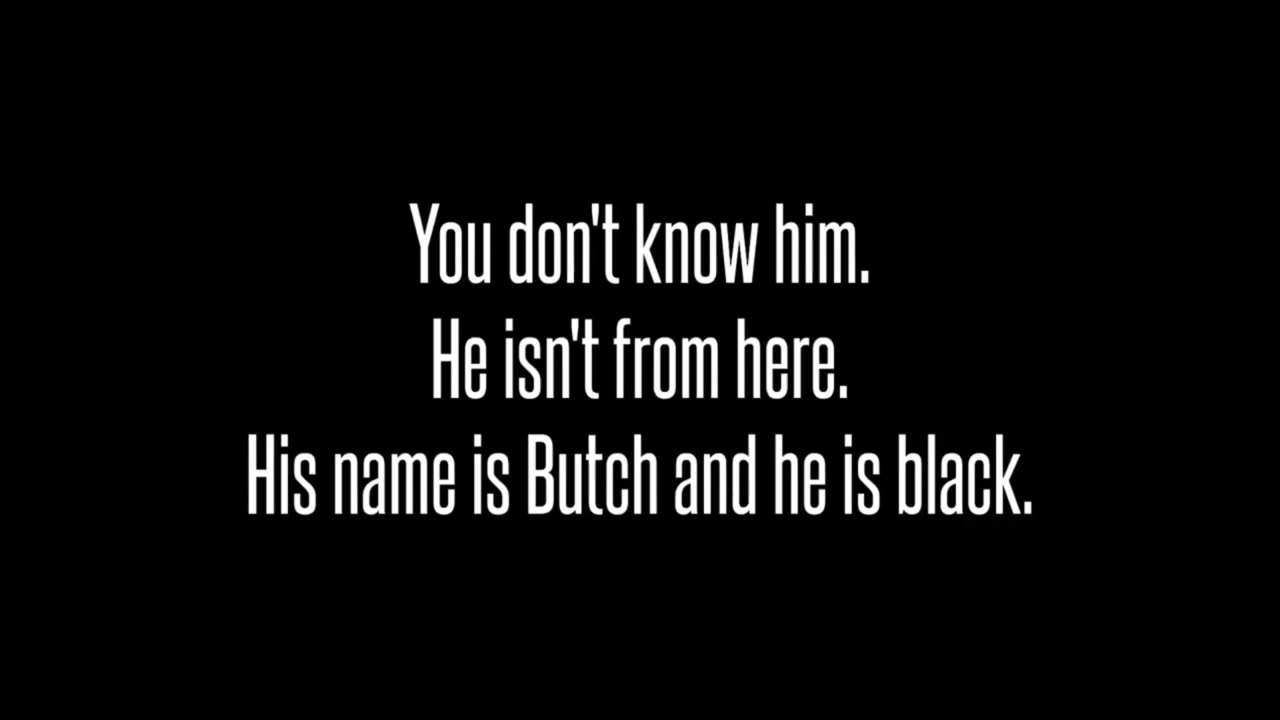 You don't know him.
He isn't from here.
His name is Butch and he is black.